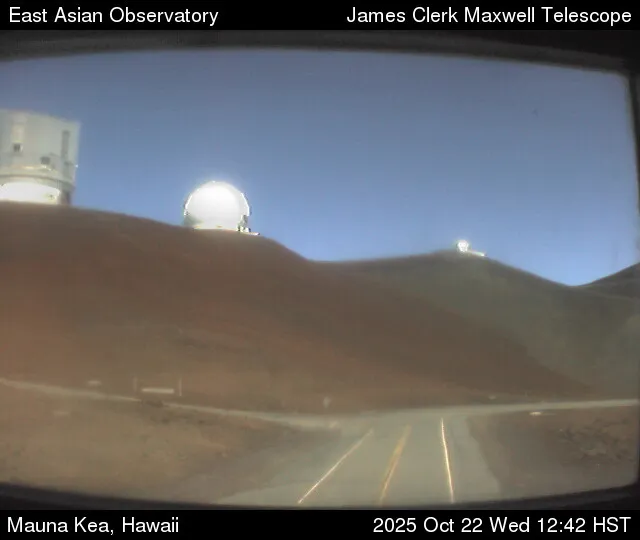 East Asian Observatory
James Clerk Maxwell Telescope
Mauna Kea, Hawaii
2025 Oct 22 Wed 12:42 HST